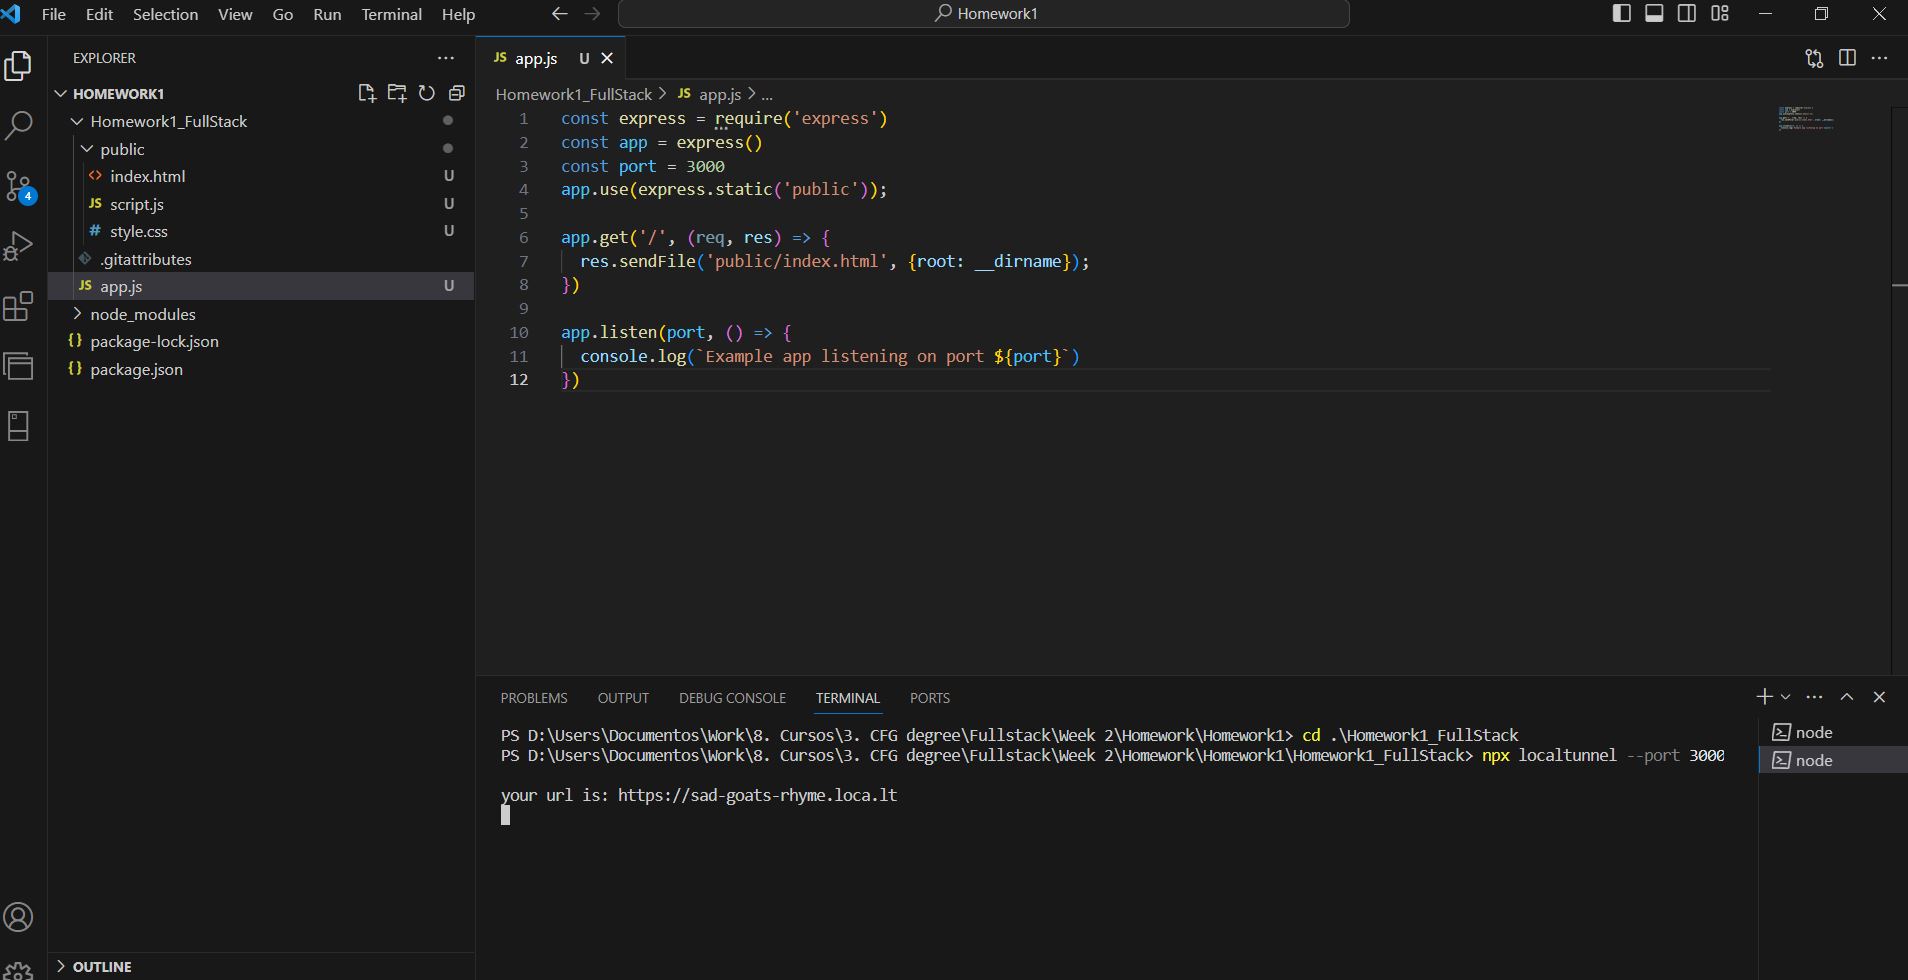 File Edit Selection View Go Run Terminal Help
Homework1
EXPLORER
HOMEWORK1
Homework1_FullStack
public
<> index.html U
JS script.js U
# style.css U
.gitattributes
JS app.js U
node_modules
{} package-lock.json
{} package.json
4
OUTLINE
JS app.js U
Homework1_FullStack > JS app.js > ...
1 const express = require('express')
2 const app = express()
3 const port = 3000
4 app.use(express.static('public'));
5
6 app.get('/', (req, res) => {
7 res.sendFile('public/index.html', {root: __dirname});
8 })
9
10 app.listen(port, () => {
11 console.log(`Example app listening on port ${port}`)
12 })
PROBLEMS OUTPUT DEBUG CONSOLE TERMINAL PORTS
PS D:\Users\Documentos\Work\8. Cursos\3. CFG degree\Fullstack\Week 2\Homework\Homework1> cd .\Homework1_FullStack
PS D:\Users\Documentos\Work\8. Cursos\3. CFG degree\Fullstack\Week 2\Homework\Homework1\Homework1_FullStack> npx localtunnel --port 3000
your url is: https://sad-goats-rhyme.loca.lt
node
node